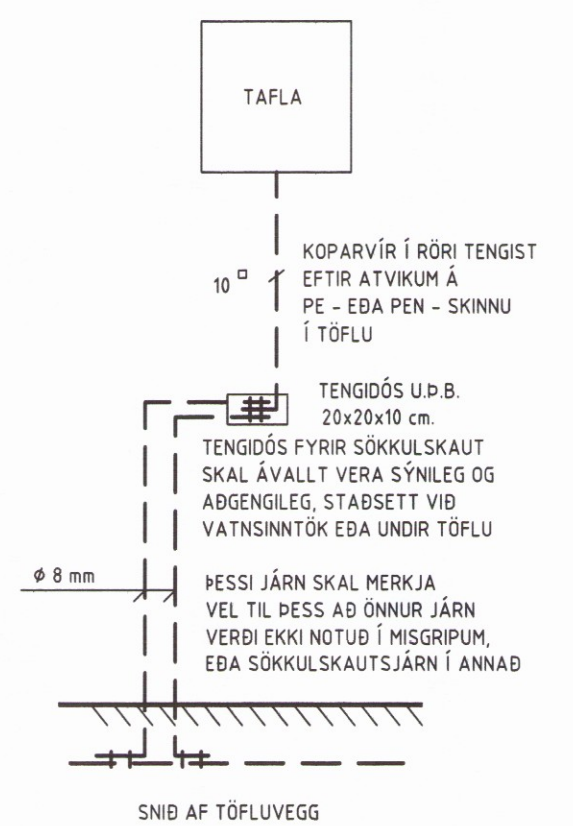 TAFLA
KOPARVÍR Í RÖRI TENGIST
10 □
EFTIR ATVIKUM Á
PE - EÐA PEN - SKINNU
Í TÖFLU
TENGIDÓS U.Þ.B.
20x20x10 cm.
TENGIDÓS FYRIR SÖKKULSKAUT
SKAL ÁVALLT VERA SÝNILEG OG
AÐGENGILEG, STAÐSETT VIÐ
VATNSINNTÖK EÐA UNDIR TÖFLU
ø 8 mm
ÞESSI JÁRN SKAL MERKJA
VEL TIL ÞESS AÐ ÖNNUR JÁRN
VERÐI EKKI NOTUÐ Í MISGRIPUM,
EÐA SÖKKULSKAUTSJÁRN Í ANNAÐ
SNIÐ AF TÖFLUVEGG